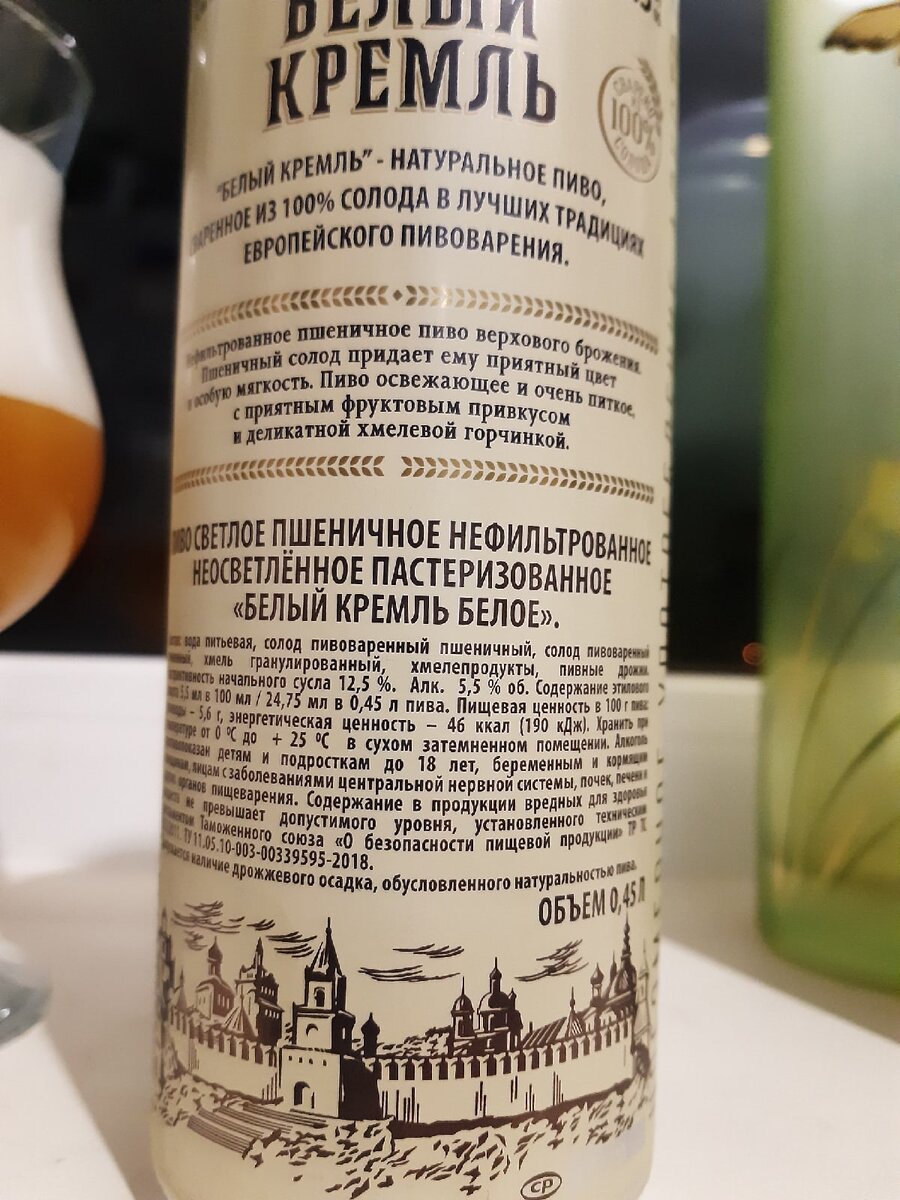 БЕЛЫЙ
КРЕМЛЬ
100%
"БЕЛЫЙ КРЕМЛЬ" - НАТУРАЛЬНОЕ ПИВО,
ИЗ 100% СОЛОДА В ЛУЧШИХ ТРАДИЦИЯХ
ЕВРОПЕЙСКОГО ПИВОВАРЕНИЯ.
Нефильтрованное пшеничное пиво верхового брожения.
Пшеничный солод придает ему приятный цвет
и особую мягкость. Пиво освежающее и очень питкое,
с приятным фруктовым привкусом
и деликатной хмелевой горчинкой.
ПИВО СВЕТЛОЕ ПШЕНИЧНОЕ НЕФИЛЬТРОВАННОЕ
НЕОСВЕТЛЁННОЕ ПАСТЕРИЗОВАННОЕ
«БЕЛЫЙ КРЕМЛЬ БЕЛОЕ».
вода питьевая, солод пивоваренный пшеничный, солод пивоваренный
хмель гранулированный, хмелепродукты, пивные дрожжи.
начального сусла 12,5 %. Алк. 5,5 % об. Содержание этилового
5,5 мл в 100 мл / 24,75 мл в 0,45 л пива. Пищевая ценность в 100 г пива:
– 5,6 г, энергетическая ценность – 46 ккал (190 кДж). Хранить при
от 0 °С до + 25 °С в сухом затемненном помещении. Алкоголь
детям и подросткам до 18 лет, беременным и кормящим
лицам с заболеваниями центральной нервной системы, почек, печени и
органов пищеварения. Содержание в продукции вредных для здоровья
не превышает допустимого уровня, установленного техническим
Таможенного союза «О безопасности пищевой продукции» ТР ТС
ТУ 11.05.10-003-00339595-2018.
наличие дрожжевого осадка, обусловленного натуральностью пива.
ОБЪЕМ 0,45 Л
СР